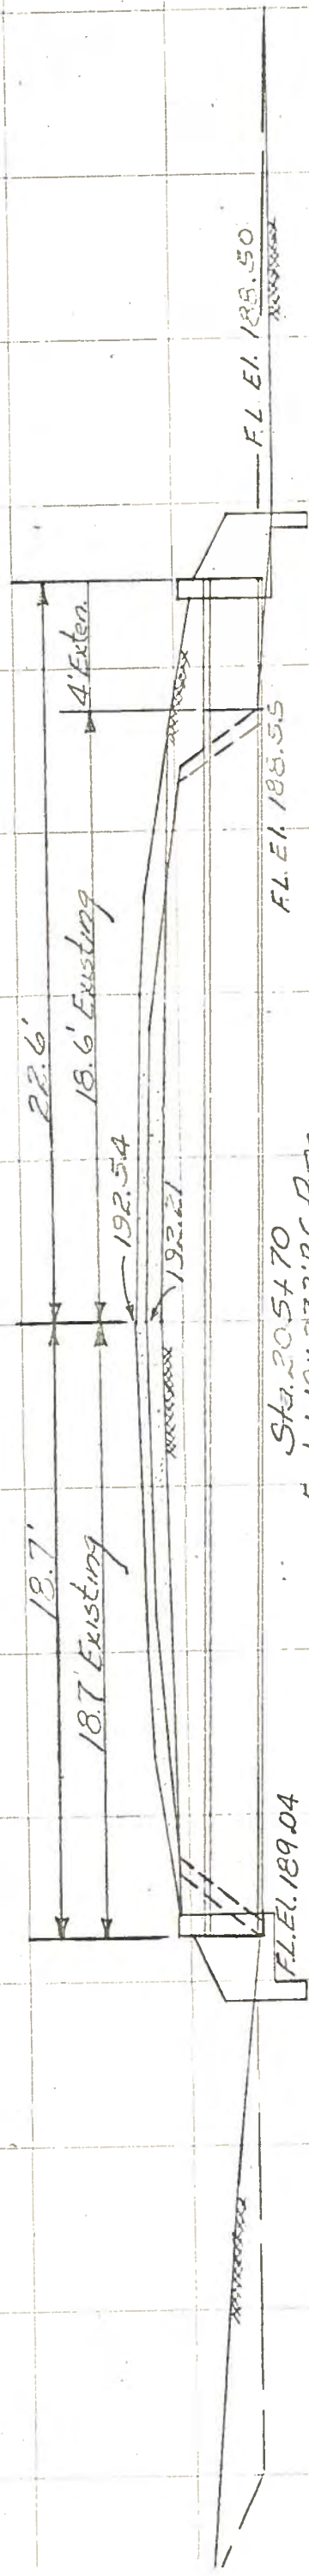 18.7'
22.6'
18.7' Existing
18.6' Existing
4' Exten.
192.54
192.21
F.L. El. 189.04
F.L. El. 188.55
F.L. El. 188.50
Sta. 205+70